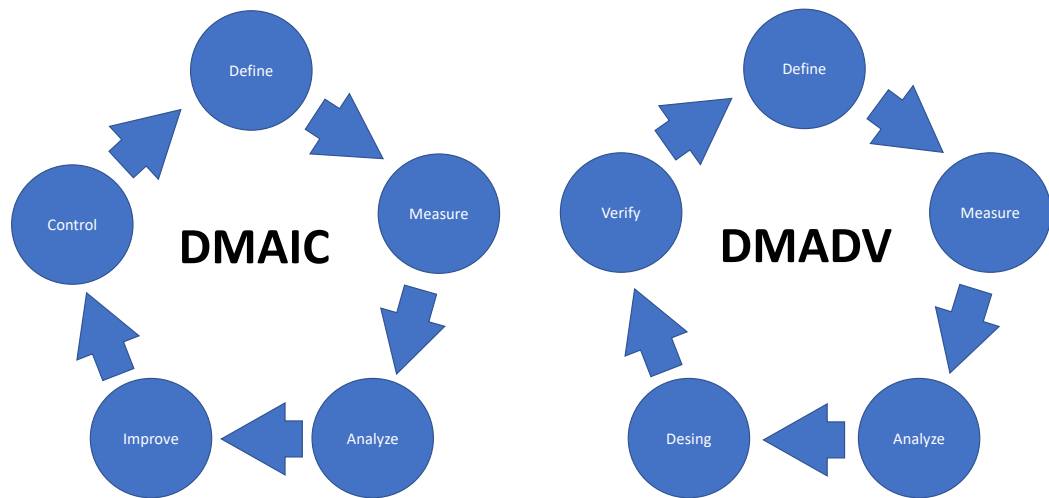 Define
Measure
Analyze
Improve
Control
DMAIC
Define
Measure
Analyze
Desing
Verify
DMADV